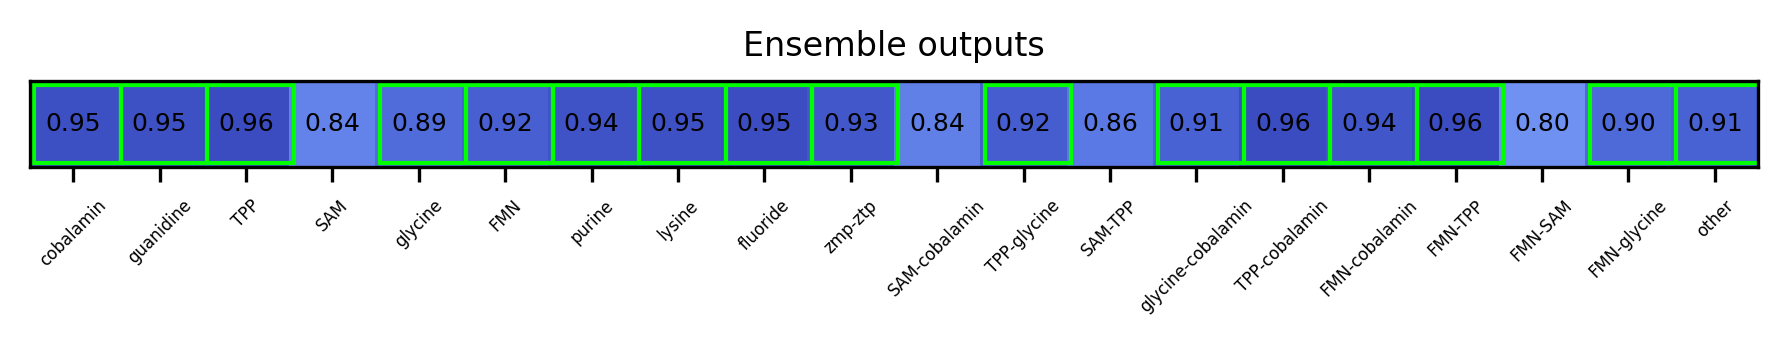 Ensemble outputs
0.95 0.95 0.96 0.84 0.89 0.92 0.94 0.95 0.95 0.93 0.84 0.92 0.86 0.91 0.96 0.94 0.96 0.80 0.90 0.91
cobalamin guanidine TPP SAM glycine FMN purine lysine fluoride zmp-ztp SAM-cobalamin TPP-glycine SAM-TPP glycine-cobalamin TPP-cobalamin FMN-cobalamin FMN-TPP FMN-SAM FMN-glycine other